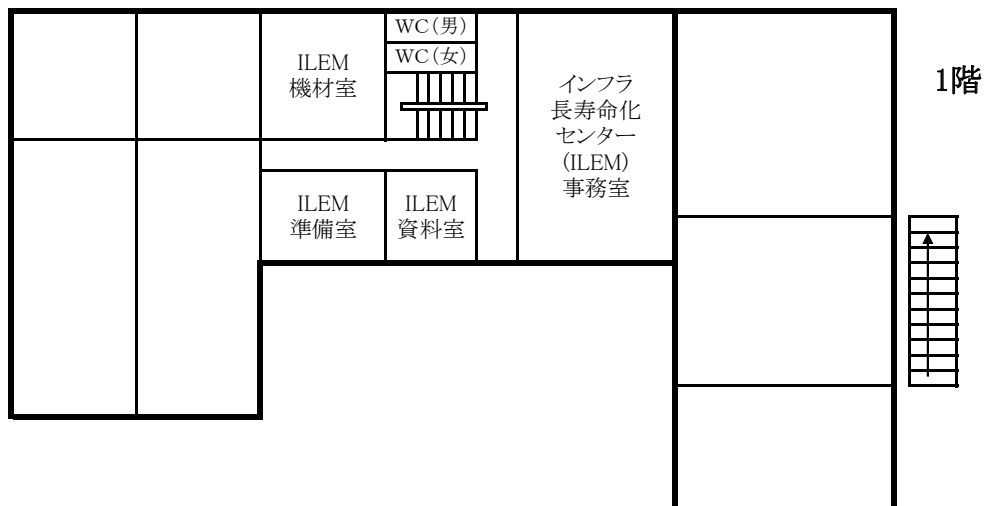 WC(男)
WC(女)
ILEM
機材室
インフラ
長寿命化
センター
(ILEM)
事務室
1階
ILEM
準備室
ILEM
資料室